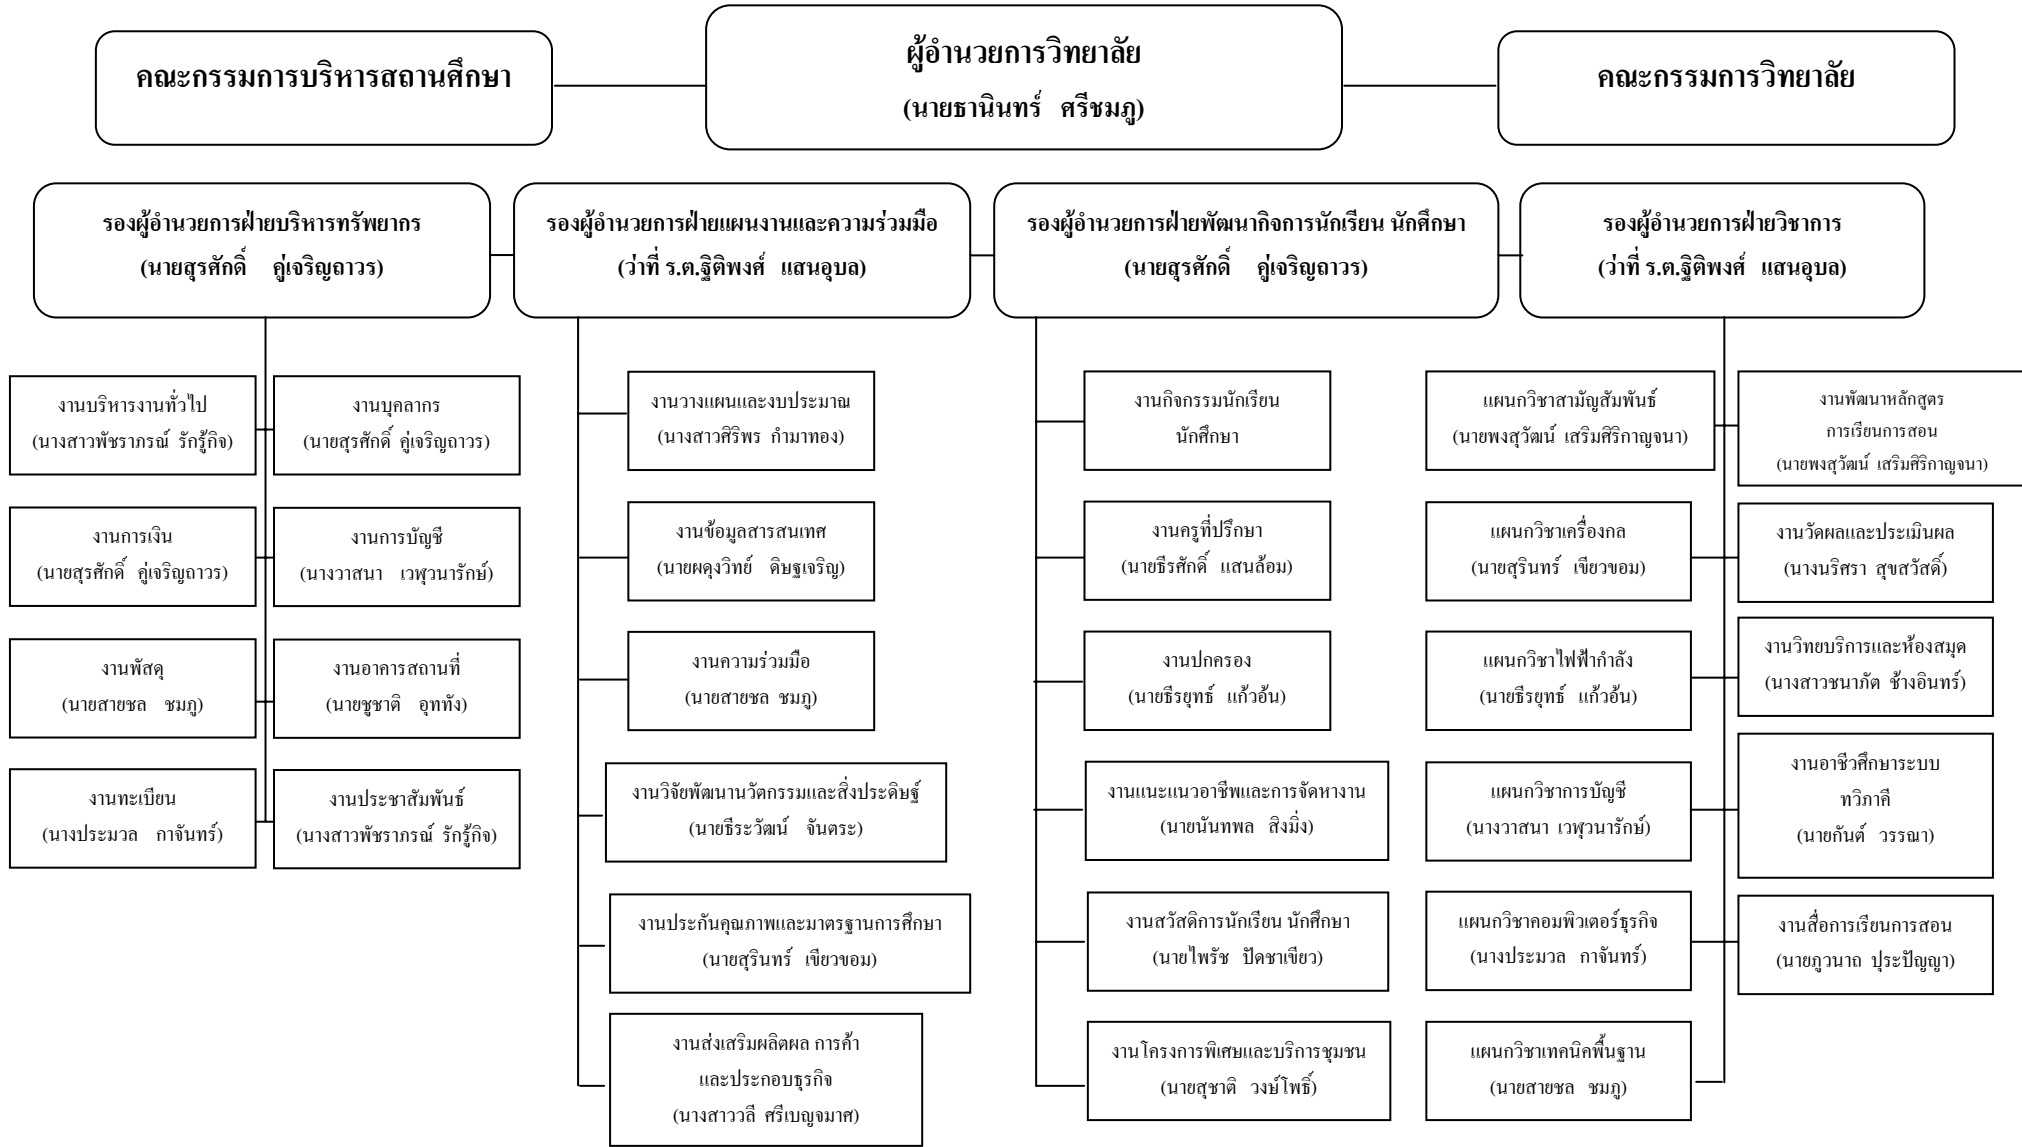 คณะกรรมการบริหารสถานศึกษา
ผู้อำนวยการวิทยาลัย
(นายธานินทร์ ศรีชมภู)
คณะกรรมการวิทยาลัย
รองผู้อำนวยการฝ่ายบริหารทรัพยากร
(นายสุรศักดิ์ คู่เจริญถาวร)
รองผู้อำนวยการฝ่ายแผนงานและความร่วมมือ
(ว่าที่ ร.ต.ฐิติพงศ์ แสนอุบล)
รองผู้อำนวยการฝ่ายพัฒนากิจการนักเรียน นักศึกษา
(นายสุรศักดิ์ คู่เจริญถาวร)
รองผู้อำนวยการฝ่ายวิชาการ
(ว่าที่ ร.ต.ฐิติพงศ์ แสนอุบล)
งานบริหารงานทั่วไป
(นางสาวพัชราภรณ์ รักรู้กิจ)
งานบุคลากร
(นายสุรศักดิ์ คู่เจริญถาวร)
งานการเงิน
(นายสุรศักดิ์ คู่เจริญถาวร)
งานการบัญชี
(นางวาสนา เวฬุวนารักษ์)
งานพัสดุ
(นายสายชล ชมภู)
งานอาคารสถานที่
(นายชูชาติ อุททัง)
งานทะเบียน
(นางประมวล กาจันทร์)
งานประชาสัมพันธ์
(นางสาวพัชราภรณ์ รักรู้กิจ)
งานวางแผนและงบประมาณ
(นางสาวศิริพร กำมาทอง)
งานข้อมูลสารสนเทศ
(นายผดุงวิทย์ ดิษฐเจริญ)
งานความร่วมมือ
(นายสายชล ชมภู)
งานวิจัยพัฒนานวัตกรรมและสิ่งประดิษฐ์
(นายธีระวัฒน์ จันตระ)
งานประกันคุณภาพและมาตรฐานการศึกษา
(นายสุรินทร์ เขียวขอม)
งานส่งเสริมผลิตผล การค้า
และประกอบธุรกิจ
(นางสาววลี ศรีเบญจมาศ)
งานกิจกรรมนักเรียน
นักศึกษา
งานครูที่ปรึกษา
(นายธีรศักดิ์ แสนล้อม)
งานปกครอง
(นายธีรยุทธ์ แก้วอ้น)
งานแนะแนวอาชีพและการจัดหางาน
(นายนันทพล สิงมิ่ง)
งานสวัสดิการนักเรียน นักศึกษา
(นายไพรัช ปัดชาเขียว)
งานโครงการพิเศษและบริการชุมชน
(นายสุชาติ วงษ์โพธิ์)
แผนกวิชาสามัญสัมพันธ์
(นายพงสุวัฒน์ เสริมศิริกาญจนา)
แผนกวิชาเครื่องกล
(นายสุรินทร์ เขียวขอม)
แผนกวิชาไฟฟ้ากำลัง
(นายธีรยุทธ์ แก้วอ้น)
แผนกวิชาการบัญชี
(นางวาสนา เวฬุวนารักษ์)
แผนกวิชาคอมพิวเตอร์ธุรกิจ
(นางประมวล กาจันทร์)
แผนกวิชาเทคนิคพื้นฐาน
(นายสายชล ชมภู)
งานพัฒนาหลักสูตร
การเรียนการสอน
(นายพงสุวัฒน์ เสริมศิริกาญจนา)
งานวัดผลและประเมินผล
(นางนริศรา สุขสวัสดิ์)
งานวิทยบริการและห้องสมุด
(นางสาวชนาภัต ช้างอินทร์)
งานอาชีวศึกษาระบบ
ทวิภาคี
(นายกันต์ วรรณา)
งานสื่อการเรียนการสอน
(นายภูวนาถ ปุระปัญญา)